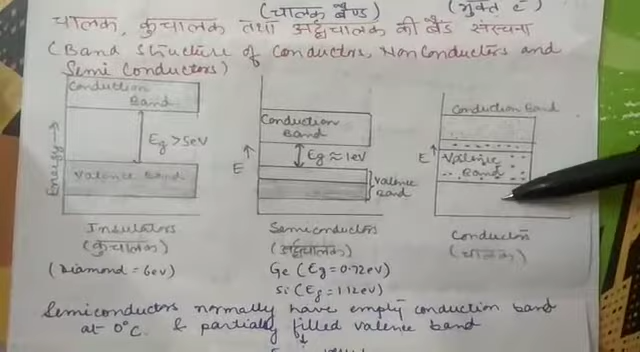 (चालक बैण्ड) (मुक्त e̅)
चालक, कुचालक तथा अर्द्धचालक की बैंड संरचना
(Band Structure of Conductors, Non Conductors and
Semi Conductors)
Conduction
Band
Eg > 5eV
Valence Band
Energy →
Insulators
(कुचालक)
(Diamond = 6ev)
Conduction
Band
E ↑
Eg ≈ 1ev
Valence
Band
Semiconductors
(अर्द्धचालक)
Ge (Eg = 0.72ev)
Si (Eg = 1.12ev)
Conduction Band
E ↑
Valence
Band
Conductors
(चालक)
Semiconductors normally have empty conduction band
at 0°C. & partially filled valence band